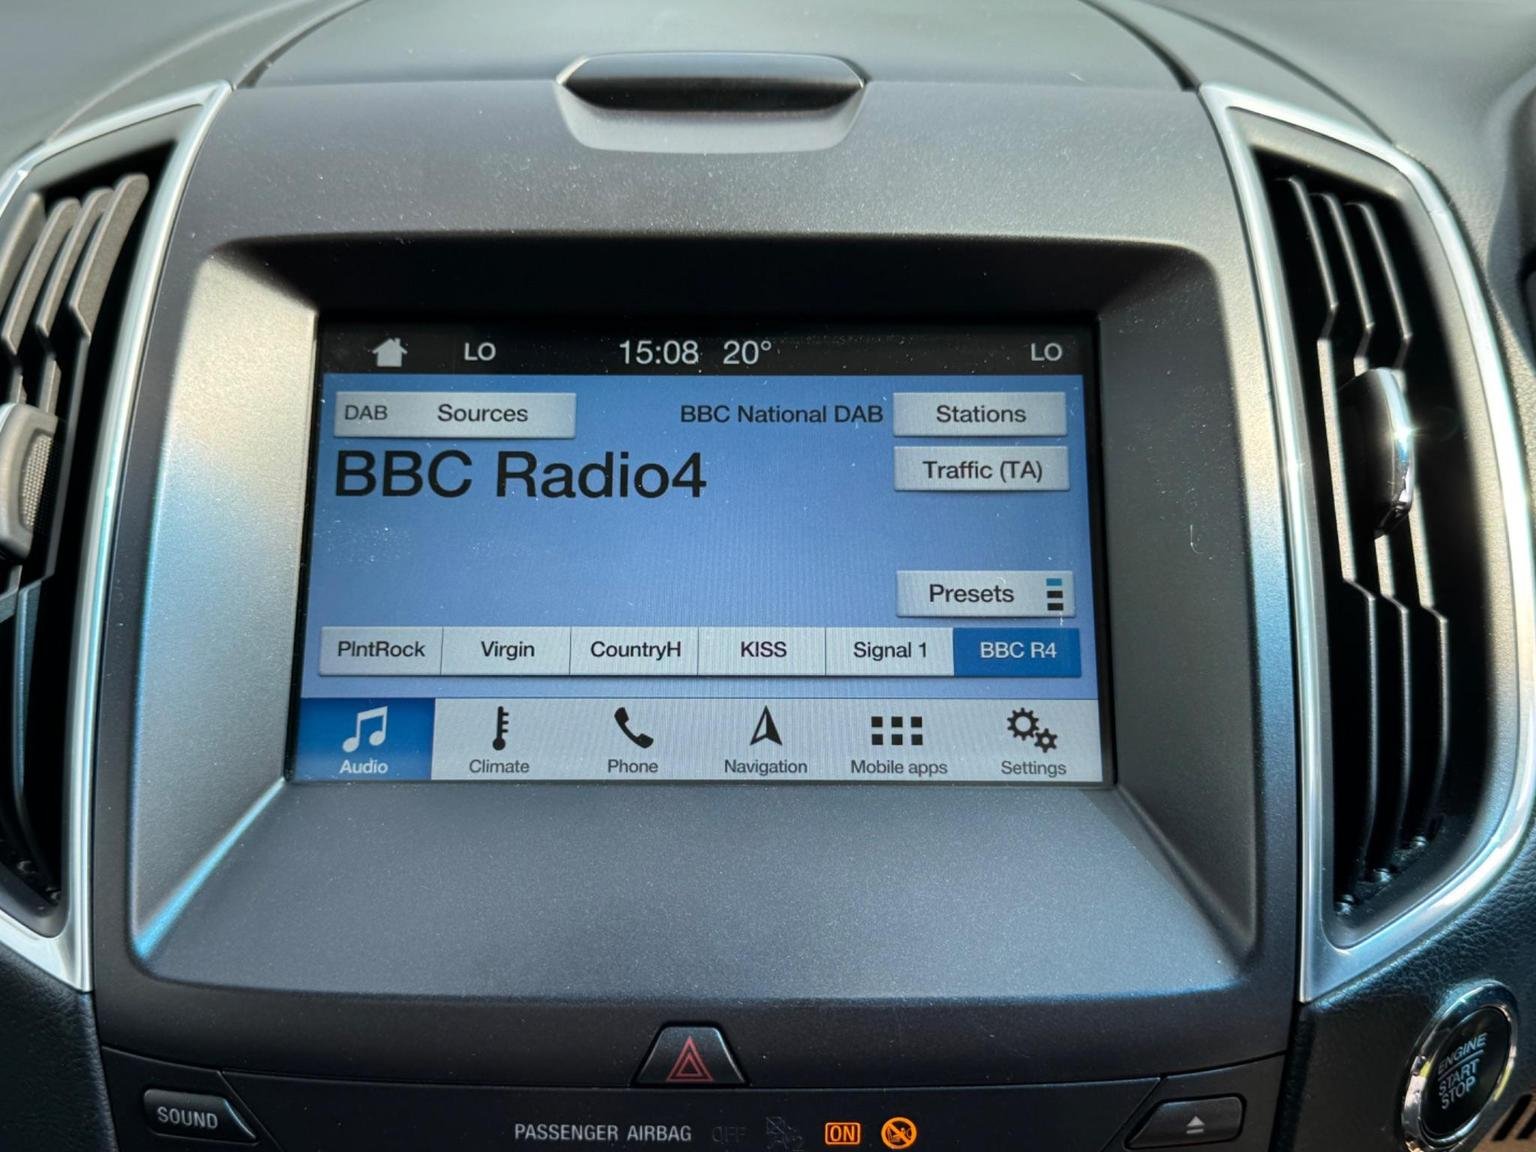 LO 15:08 20° LO
DAB Sources BBC National DAB Stations
BBC Radio4 Traffic (TA)
Presets
PlntRock Virgin CountryH KISS Signal 1 BBC R4
Audio Climate Phone Navigation Mobile apps Settings
ENGINE
START
STOP
SOUND
PASSENGER AIRBAG OFF ON